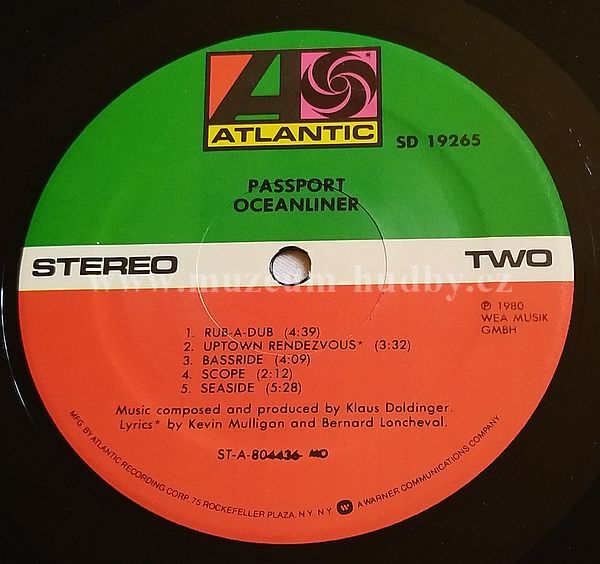 ATLANTIC
SD 19265
PASSPORT
OCEANLINER
STEREO
TWO
www.muzeum-hudby.cz
℗ 1980
WEA MUSIK
GMBH
1. RUB-A-DUB (4:39)
2. UPTOWN RENDEZVOUS* (3:32)
3. BASSRIDE (4:09)
4. SCOPE (2:12)
5. SEASIDE (5:28)
Music composed and produced by Klaus Doldinger.
Lyrics* by Kevin Mulligan and Bernard Loncheval.
ST-A-804436- MO
MFG. BY ATLANTIC RECORDING CORP. 75 ROCKEFELLER PLAZA, N.Y. N.Y. A WARNER COMMUNICATIONS COMPANY